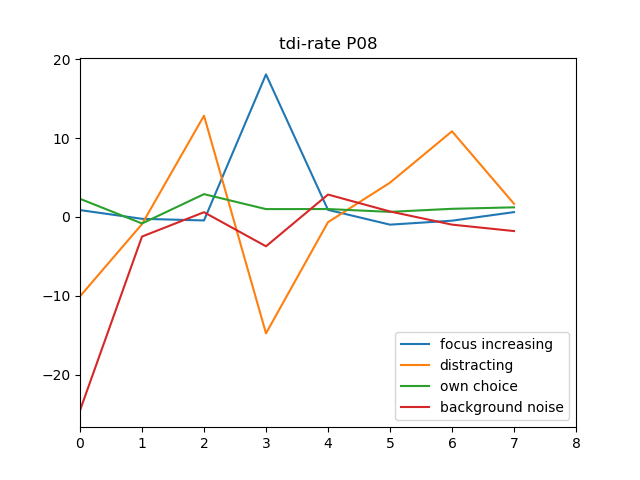 tdi-rate P08
20
10
0
−10
−20
focus increasing
distracting
own choice
background noise
0 1 2 3 4 5 6 7 8